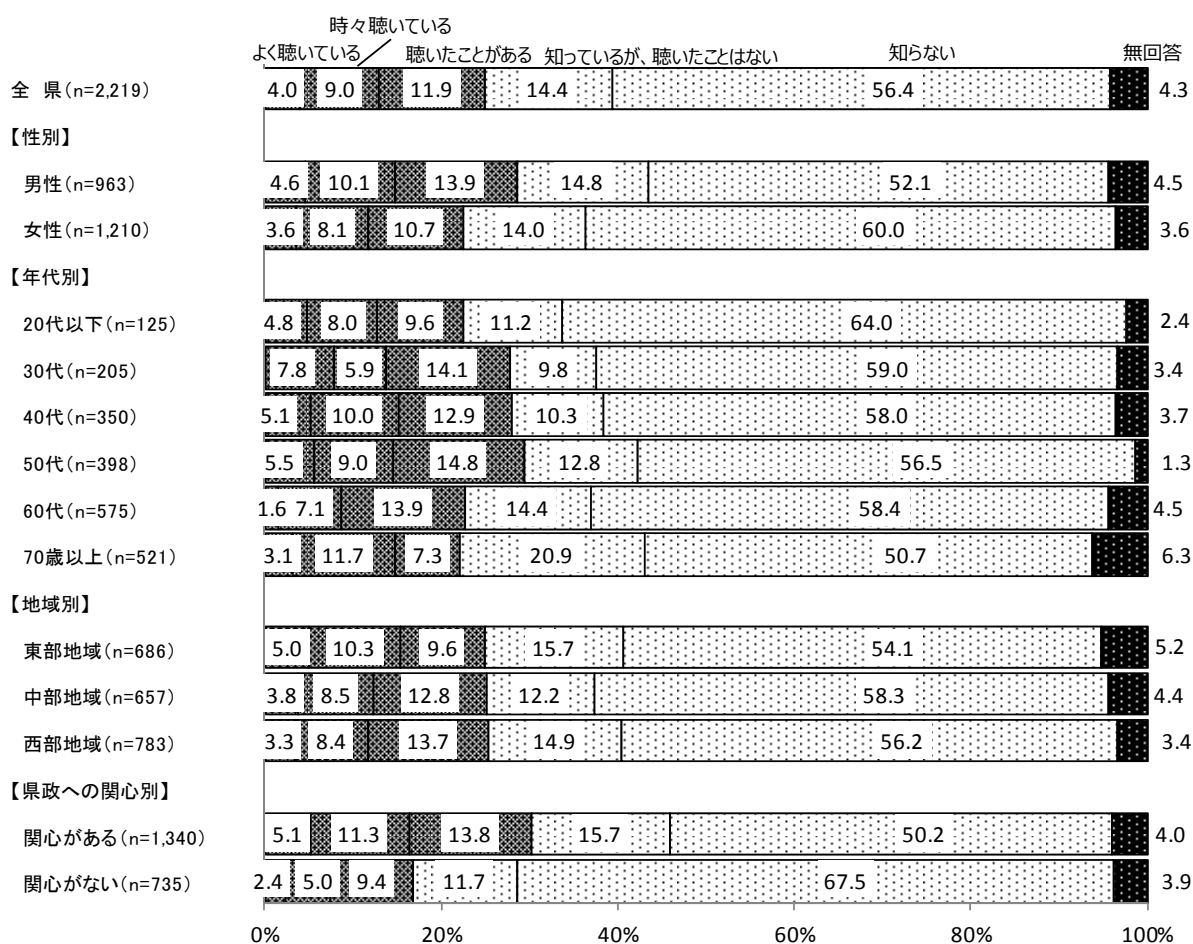 時々聴いている
よく聴いている 聴いたことがある 知っているが、聴いたことはない 知らない 無回答
全 県(n=2,219) 4.0 9.0 11.9 14.4 56.4 4.3
【性別】
男性(n=963) 4.6 10.1 13.9 14.8 52.1 4.5
女性(n=1,210) 3.6 8.1 10.7 14.0 60.0 3.6
【年代別】
20代以下(n=125) 4.8 8.0 9.6 11.2 64.0 2.4
30代(n=205) 7.8 5.9 14.1 9.8 59.0 3.4
40代(n=350) 5.1 10.0 12.9 10.3 58.0 3.7
50代(n=398) 5.5 9.0 14.8 12.8 56.5 1.3
60代(n=575) 1.6 7.1 13.9 14.4 58.4 4.5
70歳以上(n=521) 3.1 11.7 7.3 20.9 50.7 6.3
【地域別】
東部地域(n=686) 5.0 10.3 9.6 15.7 54.1 5.2
中部地域(n=657) 3.8 8.5 12.8 12.2 58.3 4.4
西部地域(n=783) 3.3 8.4 13.7 14.9 56.2 3.4
【県政への関心別】
関心がある(n=1,340) 5.1 11.3 13.8 15.7 50.2 4.0
関心がない(n=735) 2.4 5.0 9.4 11.7 67.5 3.9
0% 20% 40% 60% 80% 100%